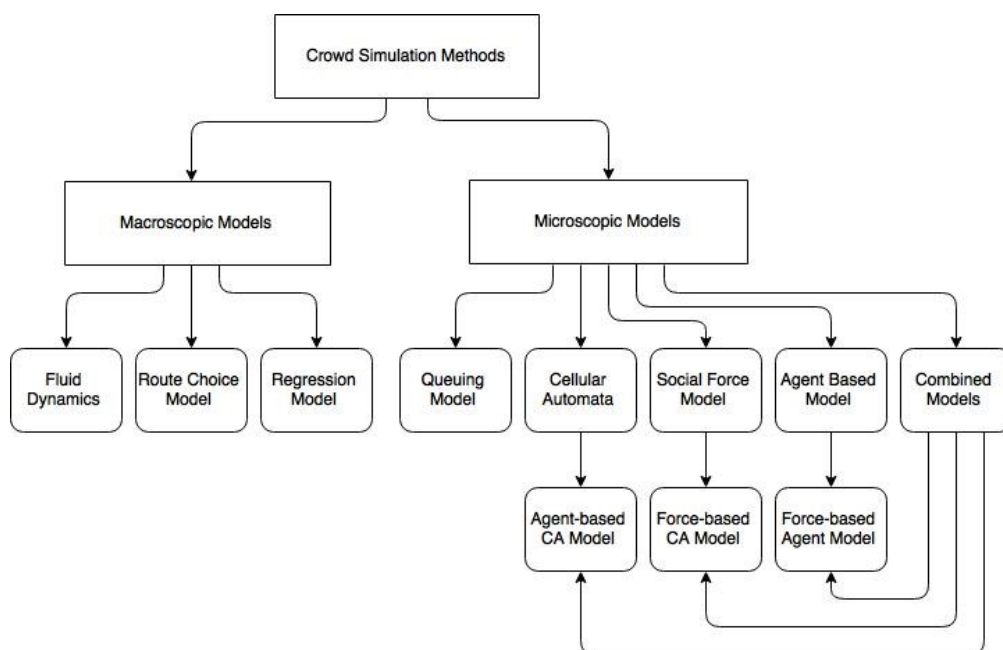 Crowd Simulation Methods
Macroscopic Models
Microscopic Models
Fluid
Dynamics
Route Choice
Model
Regression
Model
Queuing
Model
Cellular
Automata
Social Force
Model
Agent Based
Model
Combined
Models
Agent-based
CA Model
Force-based
CA Model
Force-based
Agent Model